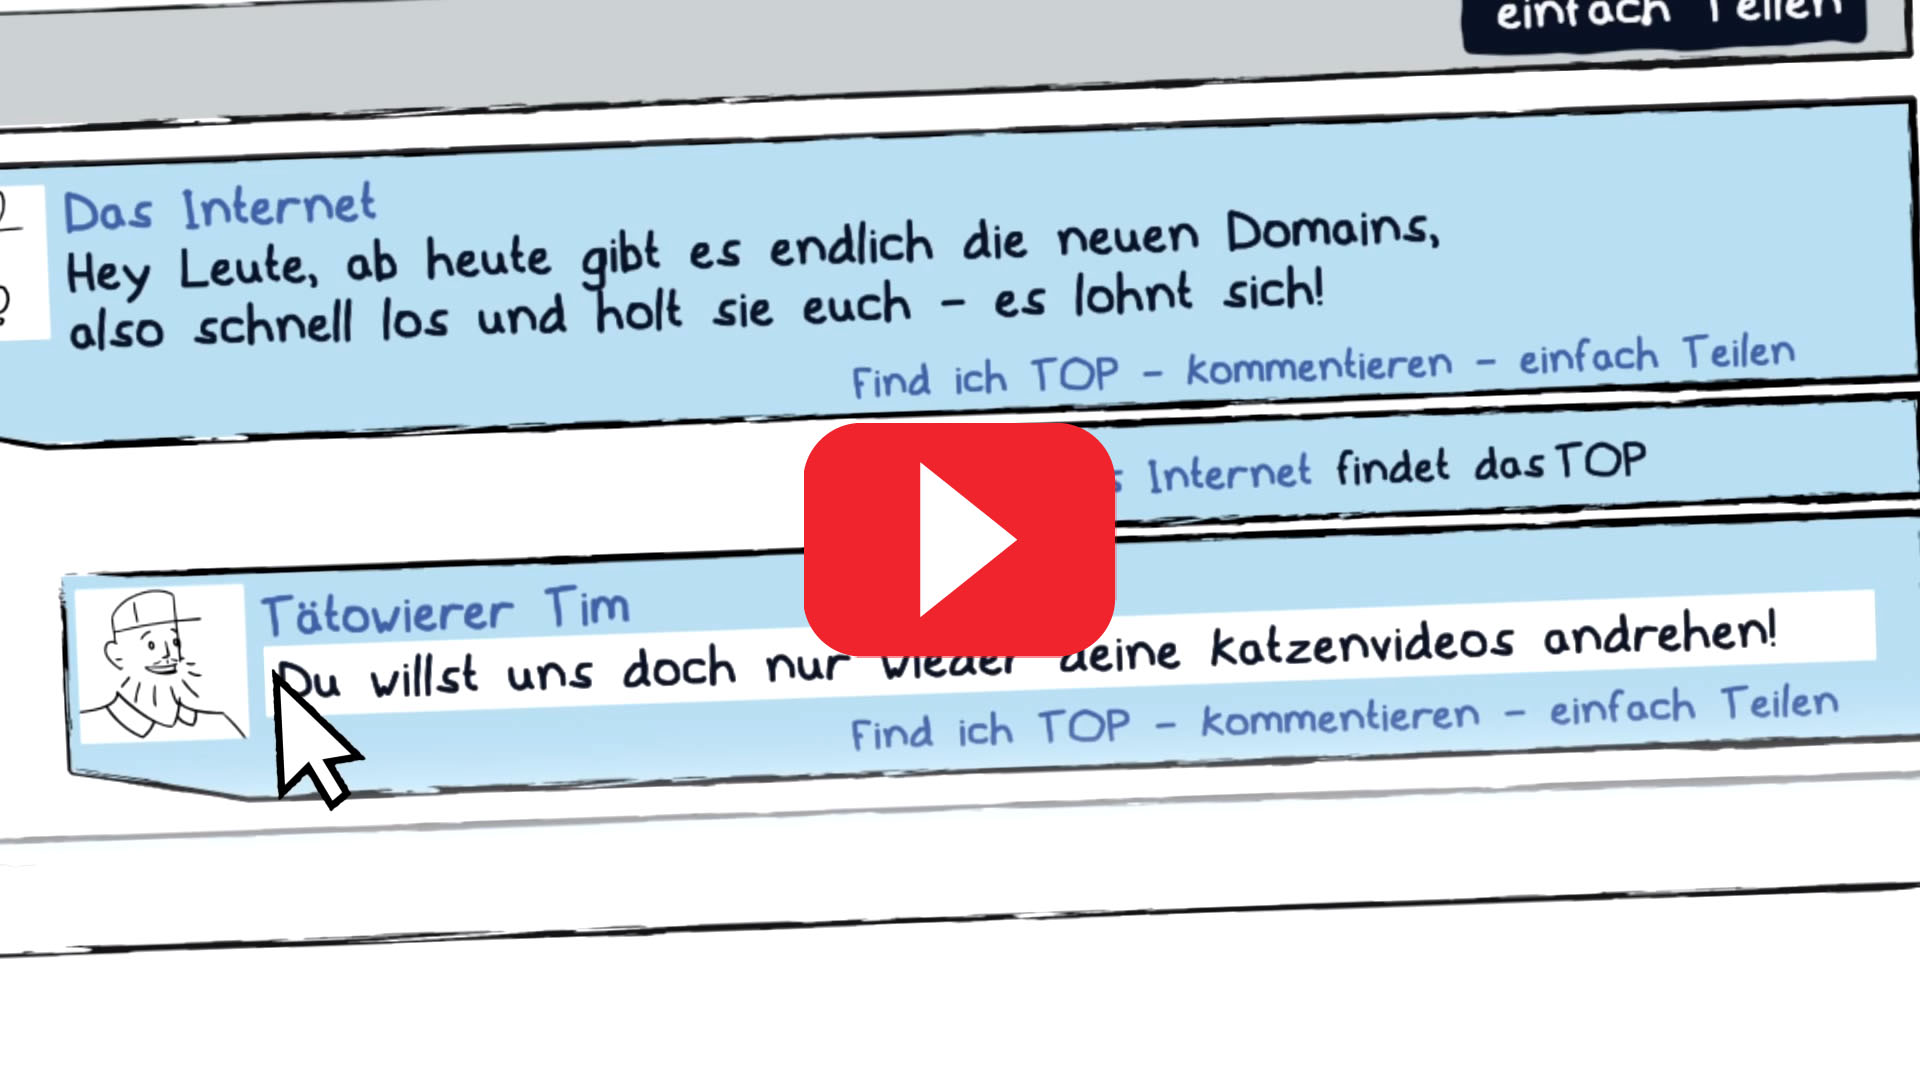 einfach Teilen
Das Internet
Hey Leute, ab heute gibt es endlich die neuen Domains,
also schnell los und holt sie euch – es lohnt sich!
Find ich TOP – kommentieren – einfach Teilen
Internet findet das TOP
Tätowierer Tim
Du willst uns doch nur wieder deine Katzenvideos andrehen!
Find ich TOP – kommentieren – einfach Teilen